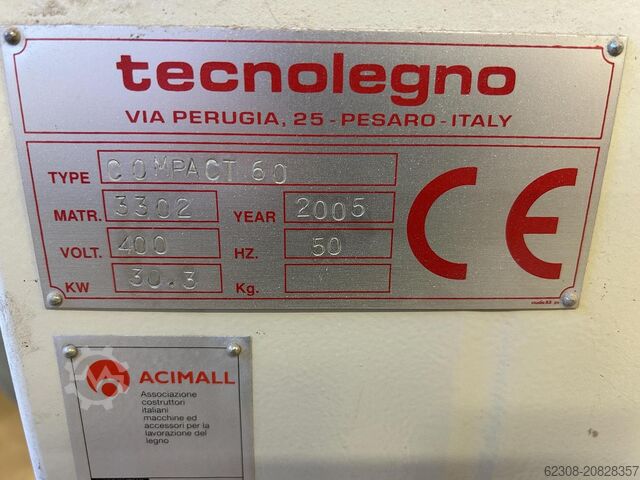 tecnolegno
VIA PERUGIA, 25 - PESARO - ITALY
TYPE COMPACT 60
MATR. 3302 YEAR 2005
VOLT. 400 HZ. 50
KW 30.3 Kg.
CE
ACIMALL
Associazione
costruttori
italiani
macchine ed
accessori per la
lavorazione del
legno
62308-20828357